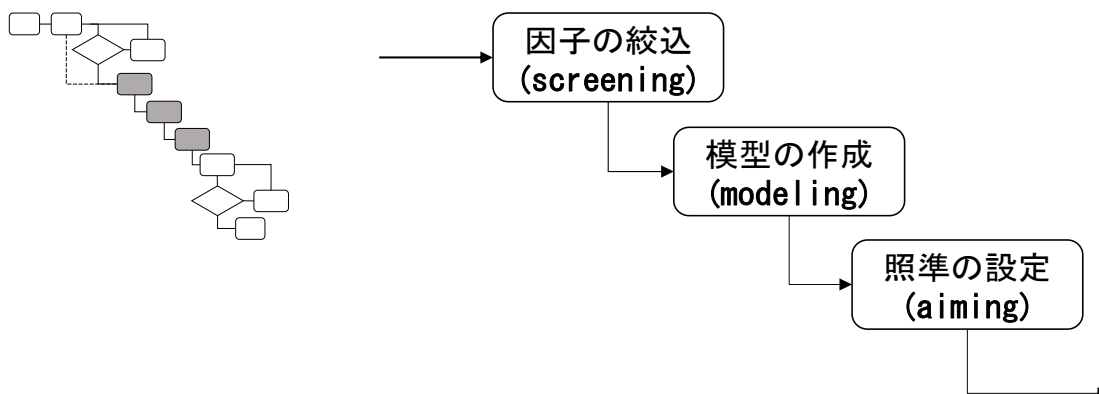 因子の絞込
(screening)
模型の作成
(modeling)
照準の設定
(aiming)